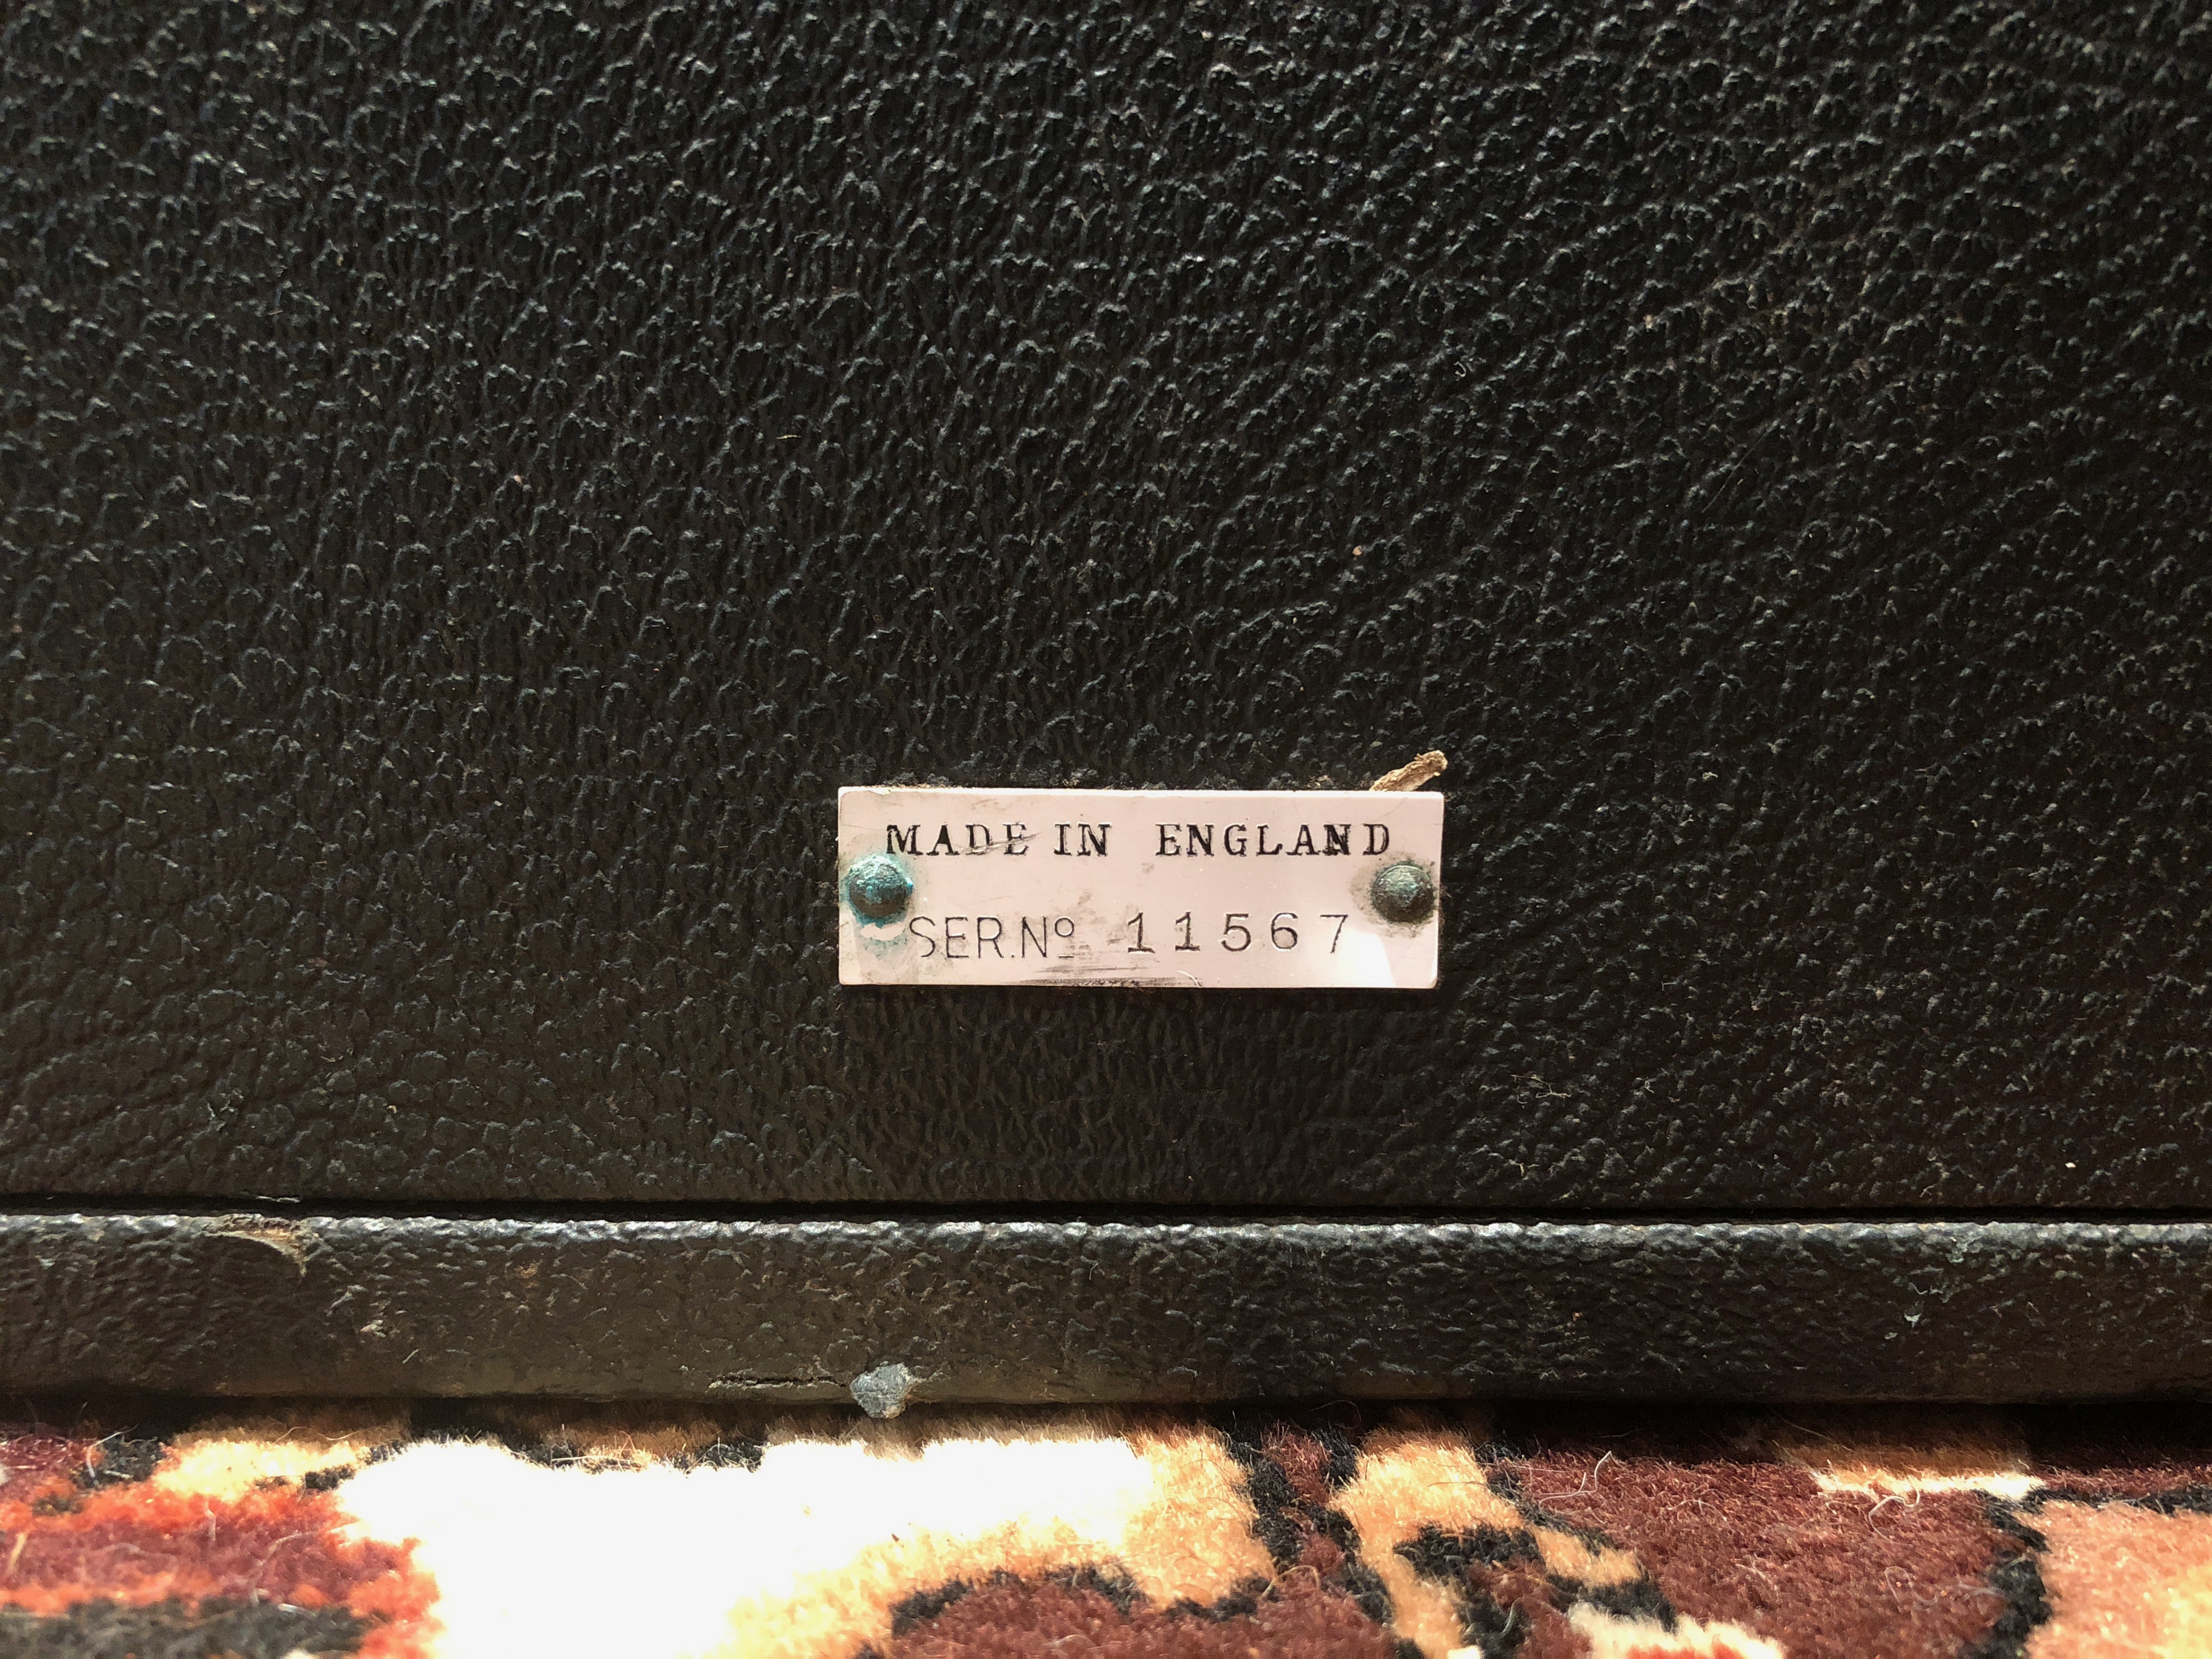 MADE IN ENGLAND
SER.Nº 11567